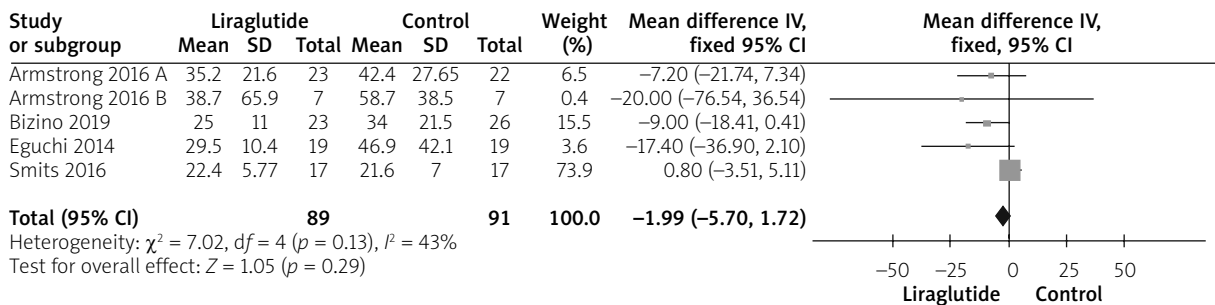 Study Liraglutide Control Weight Mean difference IV, Mean difference IV,
or subgroup Mean SD Total Mean SD Total (%) fixed 95% CI fixed, 95% CI
Armstrong 2016 A 35.2 21.6 23 42.4 27.65 22 6.5 −7.20 (−21.74, 7.34)
Armstrong 2016 B 38.7 65.9 7 58.7 38.5 7 0.4 −20.00 (−76.54, 36.54)
Bizino 2019 25 11 23 34 21.5 26 15.5 −9.00 (−18.41, 0.41)
Eguchi 2014 29.5 10.4 19 46.9 42.1 19 3.6 −17.40 (−36.90, 2.10)
Smits 2016 22.4 5.77 17 21.6 7 17 73.9 0.80 (−3.51, 5.11)
Total (95% CI) 89 91 100.0 −1.99 (−5.70, 1.72)
Heterogeneity: χ² = 7.02, df = 4 (p = 0.13), I² = 43%
Test for overall effect: Z = 1.05 (p = 0.29)
−50 −25 0 25 50
Liraglutide Control